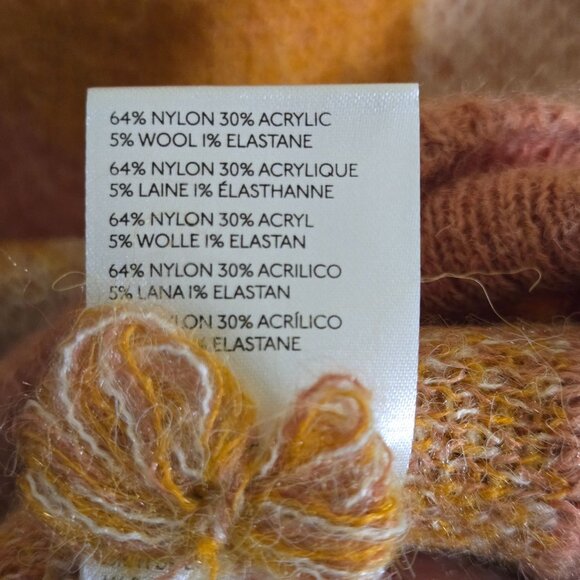 64% NYLON 30% ACRYLIC
5% WOOL 1% ELASTANE
64% NYLON 30% ACRYLIQUE
5% LAINE 1% ÉLASTHANNE
64% NYLON 30% ACRYL
5% WOLLE 1% ELASTAN
64% NYLON 30% ACRILICO
5% LANA 1% ELASTAN
30% ACRÍLICO
ELASTANE